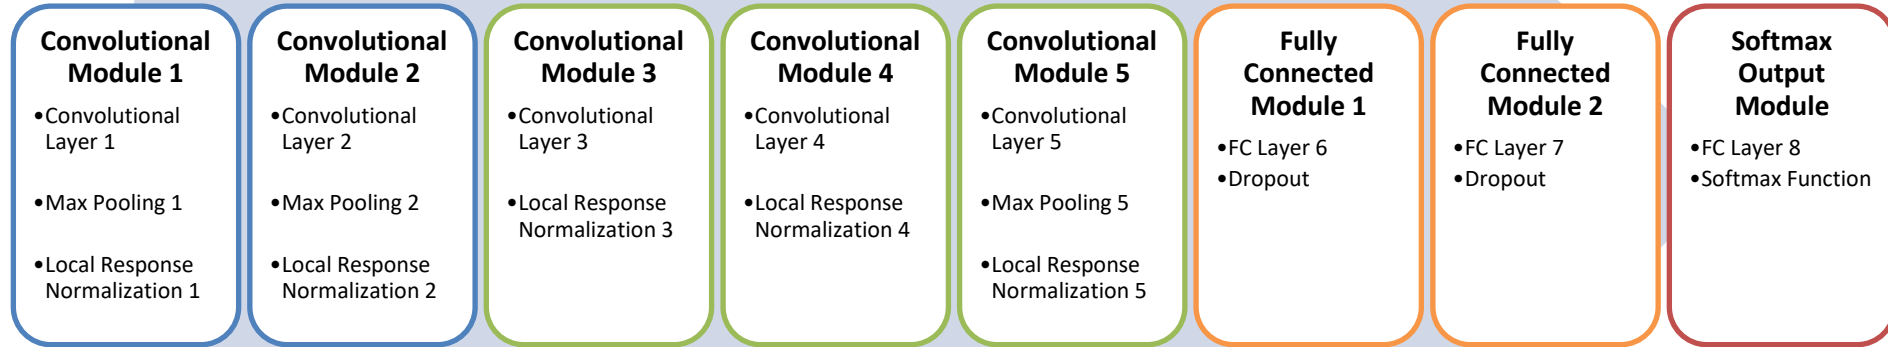 Convolutional
Module 1
•Convolutional
Layer 1
•Max Pooling 1
•Local Response
Normalization 1
Convolutional
Module 2
•Convolutional
Layer 2
•Max Pooling 2
•Local Response
Normalization 2
Convolutional
Module 3
•Convolutional
Layer 3
•Local Response
Normalization 3
Convolutional
Module 4
•Convolutional
Layer 4
•Local Response
Normalization 4
Convolutional
Module 5
•Convolutional
Layer 5
•Max Pooling 5
•Local Response
Normalization 5
Fully
Connected
Module 1
•FC Layer 6
•Dropout
Fully
Connected
Module 2
•FC Layer 7
•Dropout
Softmax
Output
Module
•FC Layer 8
•Softmax Function